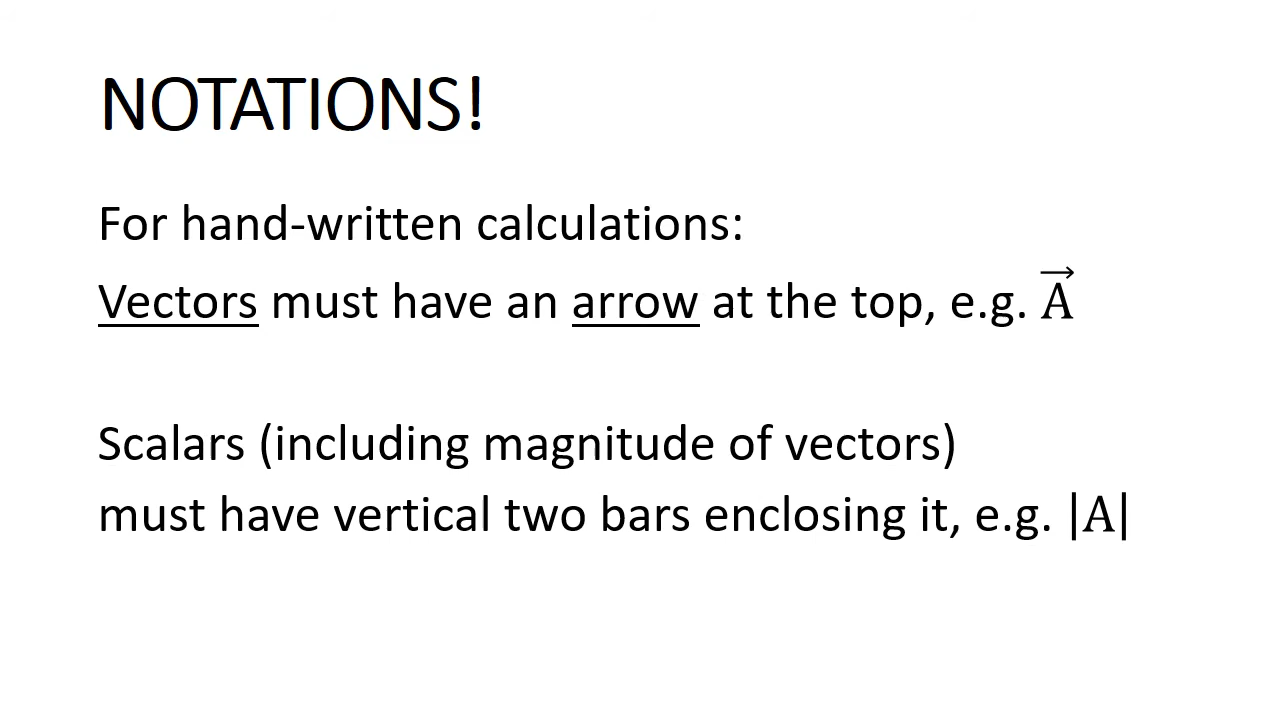 NOTATIONS!
For hand-written calculations:
Vectors must have an arrow at the top, e.g. A⃗
Scalars (including magnitude of vectors)
must have vertical two bars enclosing it, e.g. |A|